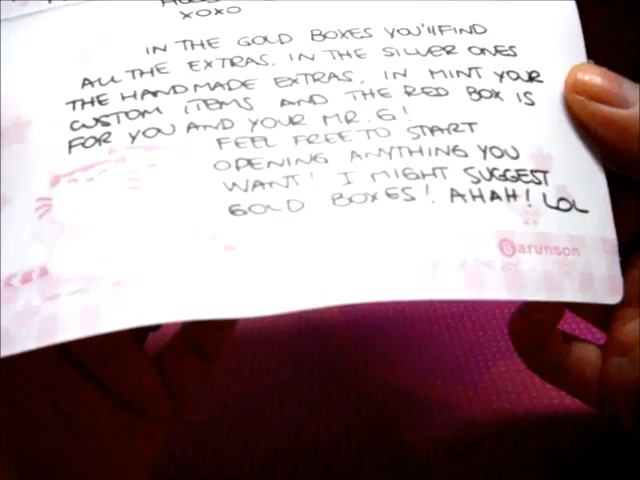 XOXO
IN THE GOLD BOXES YOU'll FIND
ALL THE EXTRAS. IN THE SILVER ONES
THE HANDMADE EXTRAS, IN MINT YOUR
CUSTOM ITEMS AND THE RED BOX IS
FOR YOU AND YOUR MR. G!
FEEL FREE TO START
OPENING ANYTHING YOU
WANT! I MIGHT SUGGEST
GOLD BOXES! AHAH! LOL
Barunson